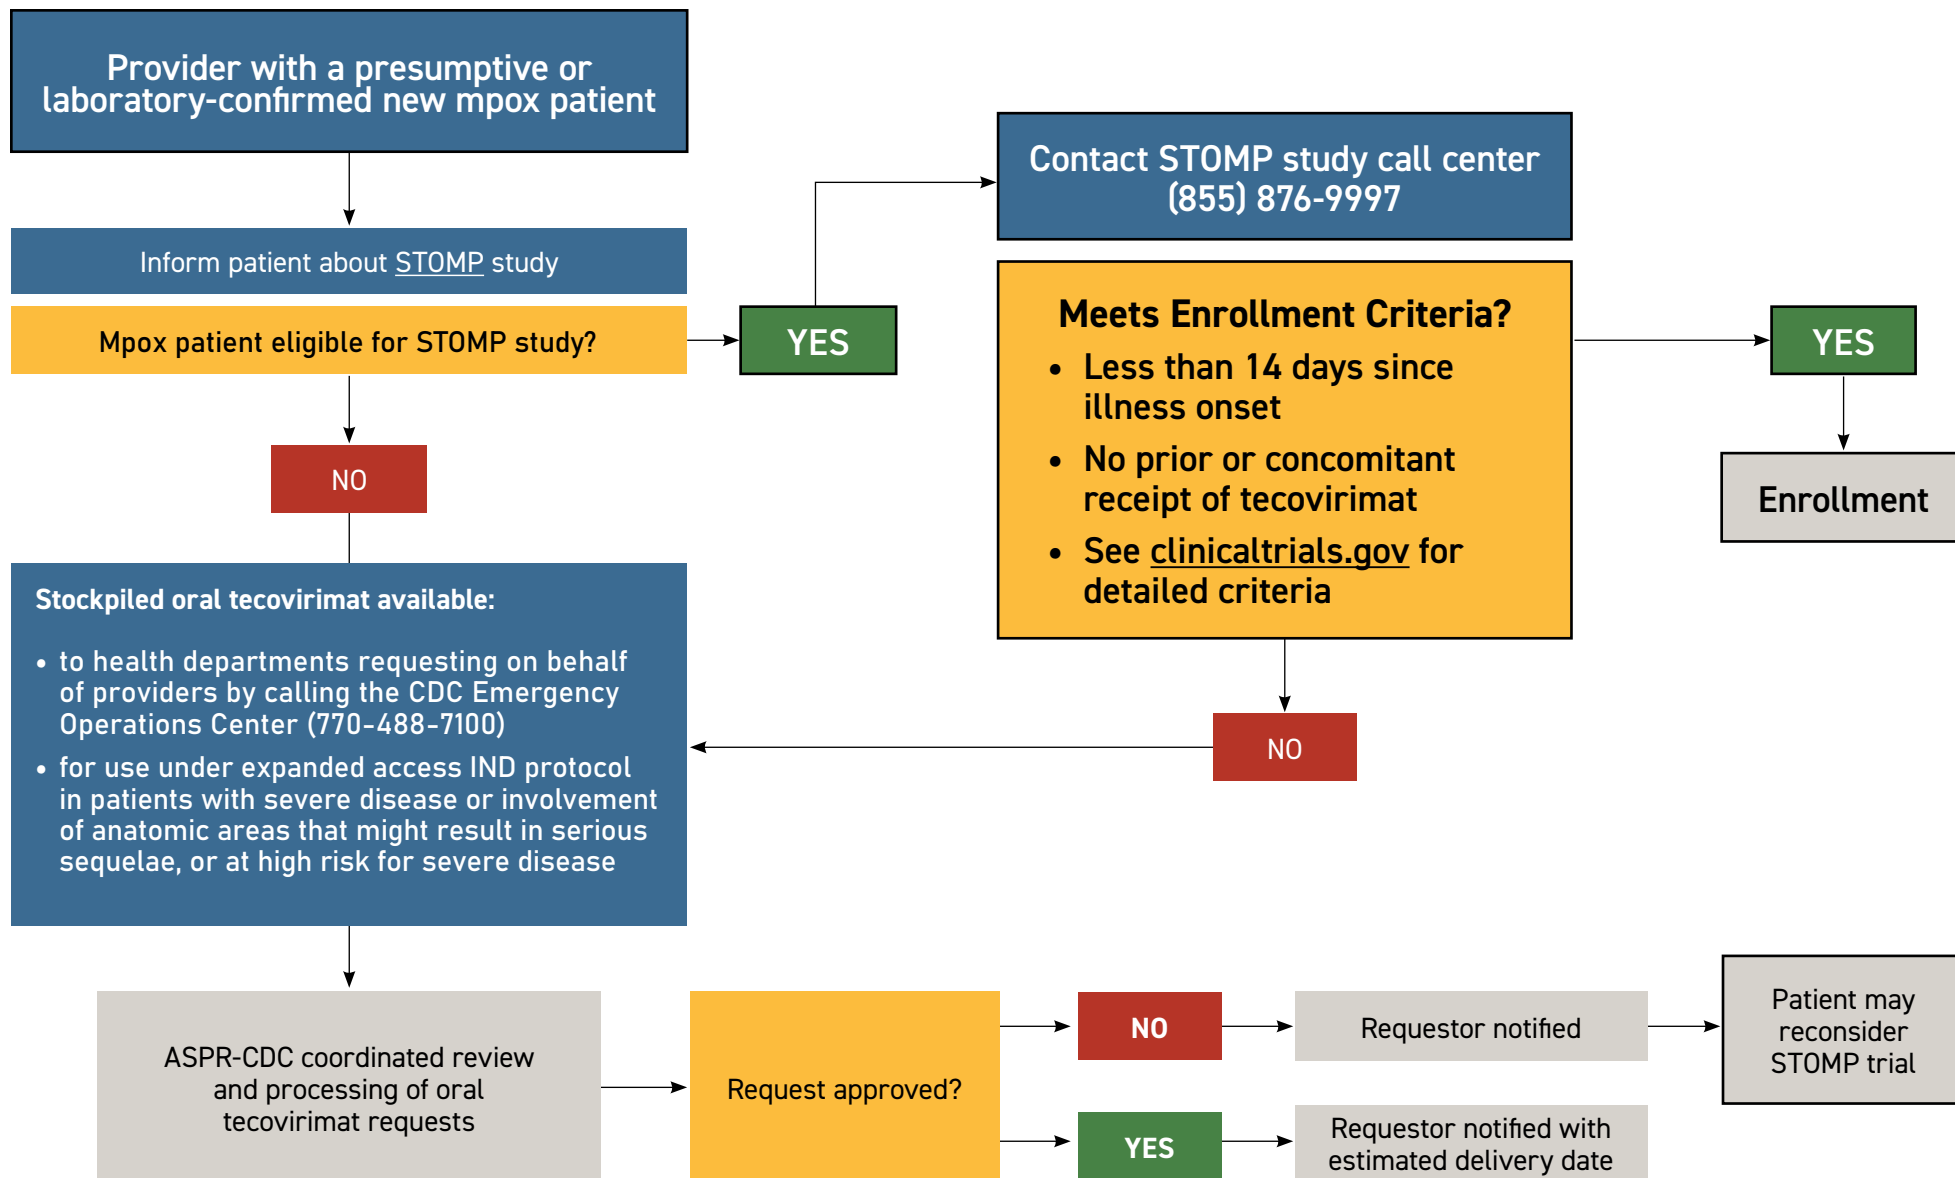 Provider with a presumptive or
laboratory-confirmed new mpox patient
Inform patient about STOMP study
Mpox patient eligible for STOMP study?
YES
NO
Contact STOMP study call center
(855) 876-9997
Meets Enrollment Criteria?
• Less than 14 days since
illness onset
• No prior or concomitant
receipt of tecovirimat
• See clinicaltrials.gov for
detailed criteria
YES
Enrollment
NO
Stockpiled oral tecovirimat available:
• to health departments requesting on behalf
of providers by calling the CDC Emergency
Operations Center (770-488-7100)
• for use under expanded access IND protocol
in patients with severe disease or involvement
of anatomic areas that might result in serious
sequelae, or at high risk for severe disease
ASPR-CDC coordinated review
and processing of oral
tecovirimat requests
Request approved?
NO
Requestor notified
Patient may
reconsider
STOMP trial
YES
Requestor notified with
estimated delivery date